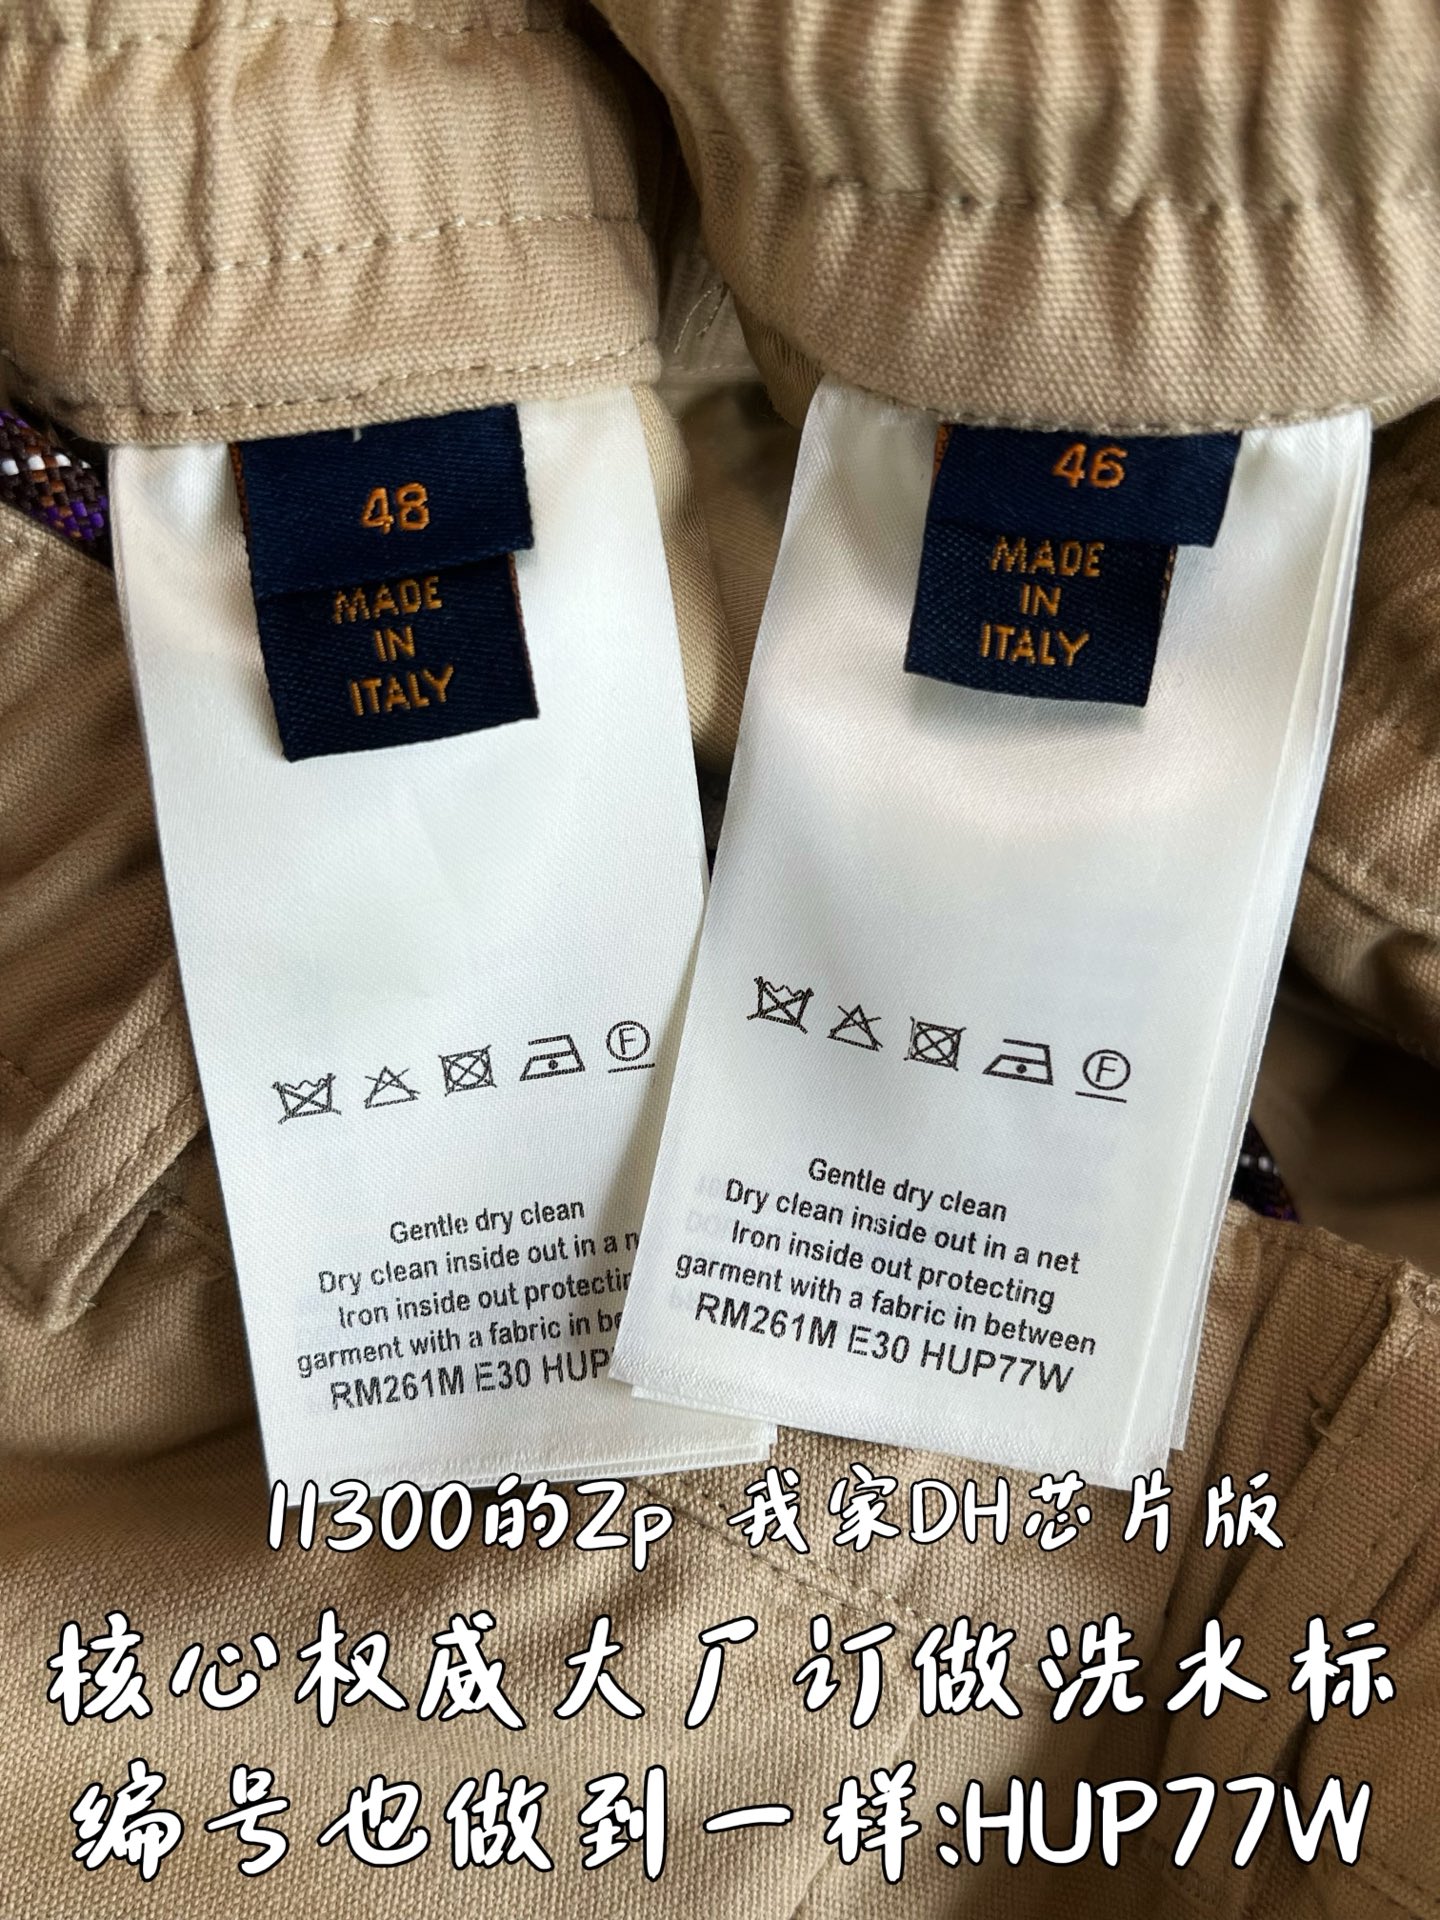 48
MADE
IN
ITALY
46
MADE
IN
ITALY
F
F
Gentle dry clean
Dry clean inside out in a n
Iron inside out protectin
garment with a fabric in be
RM261M E30 HUP
Gentle dry clean
Dry clean inside out in a net
Iron inside out protecting
garment with a fabric in between
RM261M E30 HUP77W
11300的Zp 我家DH芯片版
核心权威大厂订做洗水标
编号也做到一样:HUP77W